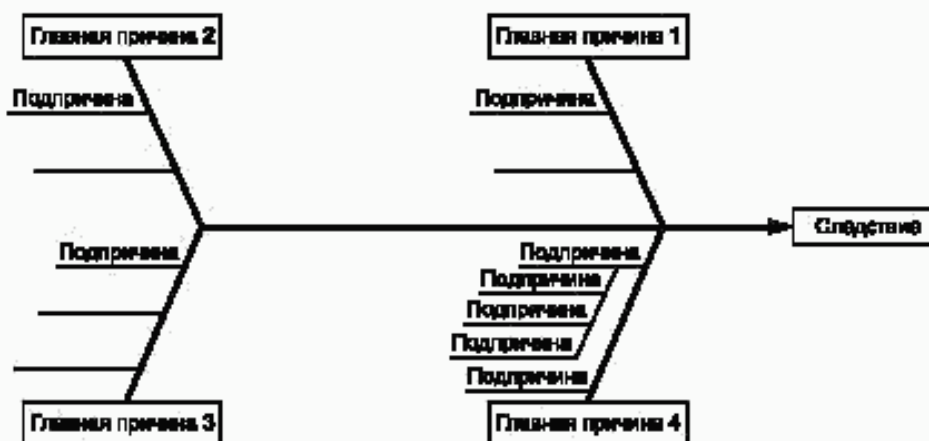 Главная причина 2
Главная причина 1
Подпричина
Подпричина
Следствие
Подпричина
Подпричина
Подпричина
Подпричина
Подпричина
Подпричина
Главная причина 3
Главная причина 4